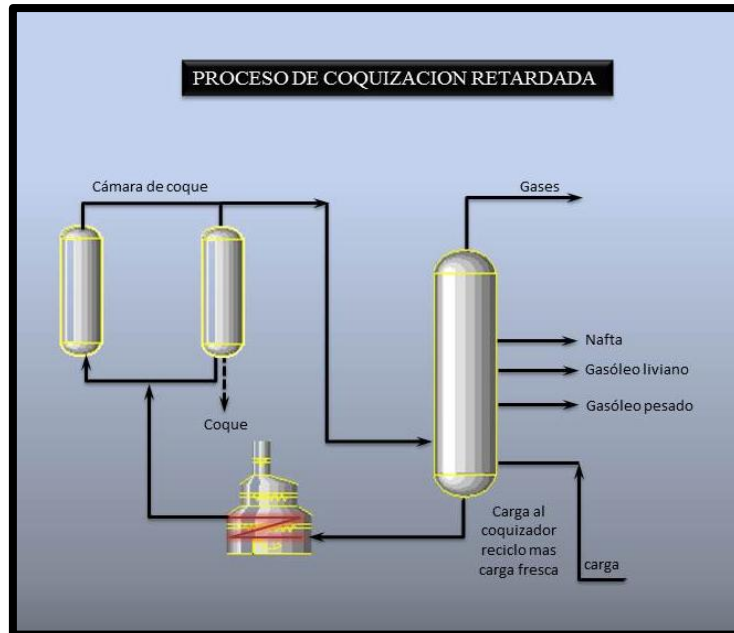 PROCESO DE COQUIZACION RETARDADA
Cámara de coque
Gases
Nafta
Gasóleo liviano
Gasóleo pesado
Coque
Carga al
coquizador
reciclo mas
carga fresca
carga